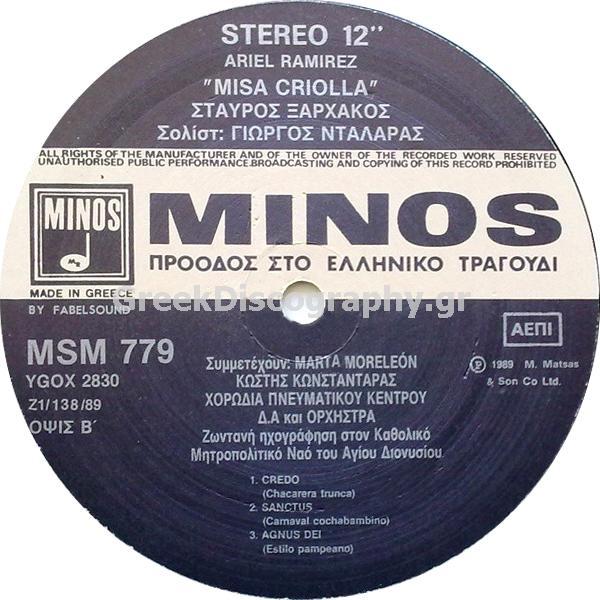 STEREO 12"
ARIEL RAMIREZ
"MISA CRIOLLA"
ΣΤΑΥΡΟΣ ΞΑΡΧΑΚΟΣ
Σολίστ: ΓΙΩΡΓΟΣ ΝΤΑΛΑΡΑΣ
ALL RIGHTS OF THE MANUFACTURER AND OF THE OWNER OF THE RECORDED WORK RESERVED
UNAUTHORISED PUBLIC PERFORMANCE.BROADCASTING AND COPYING OF THIS RECORD PROHIBITED
MINOS
MINOS
ΠΡΟΟΔΟΣ ΣΤΟ ΕΛΛΗΝΙΚΟ ΤΡΑΓΟΥΔΙ
MADE IN GREECE
GreekDiscography.gr
BY FABELSOUND
ΑΕΠΙ
MSM 779
YGOX 2830
Z1/138/89
ΟΨΙΣ Β΄
Συμμετέχουν: MARTA MORELEÓN
ΚΩΣΤΗΣ ΚΩΝΣΤΑΝΤΑΡΑΣ
ΧΟΡΩΔΙΑ ΠΝΕΥΜΑΤΙΚΟΥ ΚΕΝΤΡΟΥ
Δ.Α και ΟΡΧΗΣΤΡΑ
Ζωντανή ηχογράφηση στον Καθολικό
Μητροπολιτικό Ναό του Αγίου Διονυσίου
℗ 1989 M. Matsas
& Son Co Ltd.
1. CREDO
(Chacarera trunca)
2. SANCTUS
(Carnaval cochabambino)
3. AGNUS DEI
(Estilo pampeano)